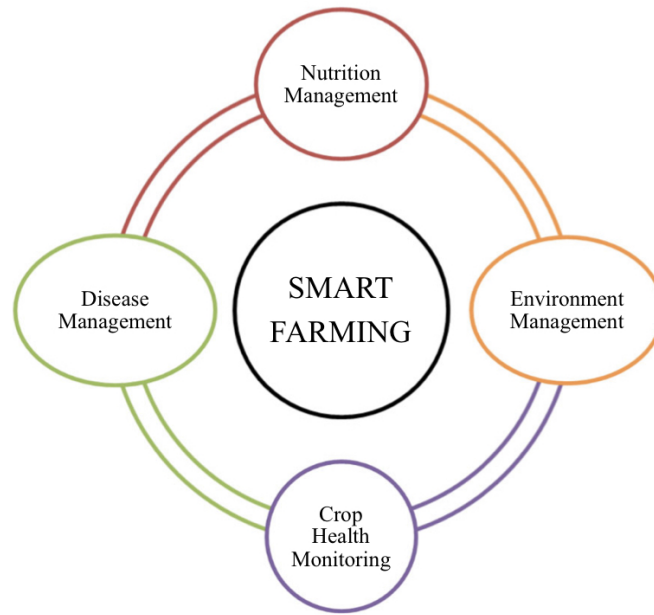 Nutrition
Management
Disease
Management
SMART
FARMING
Environment
Management
Crop
Health
Monitoring